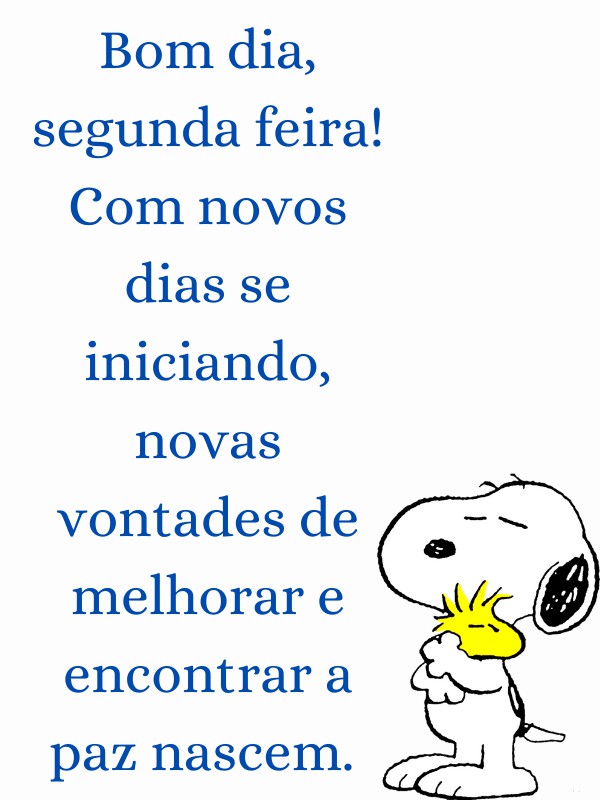 Bom dia,
segunda feira!
Com novos
dias se
iniciando,
novas
vontades de
melhorar e
encontrar a
paz nascem.